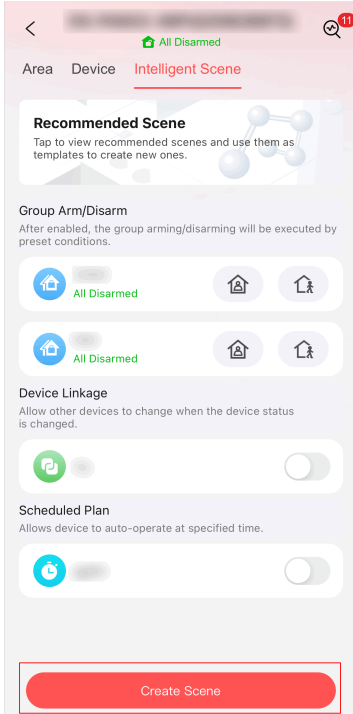 11
All Disarmed
Area Device Intelligent Scene
Recommended Scene
Tap to view recommended scenes and use them as
templates to create new ones.
Group Arm/Disarm
After enabled, the group arming/disarming will be executed by
preset conditions.
All Disarmed
All Disarmed
Device Linkage
Allow other devices to change when the device status
is changed.
Scheduled Plan
Allows device to auto-operate at specified time.
Create Scene